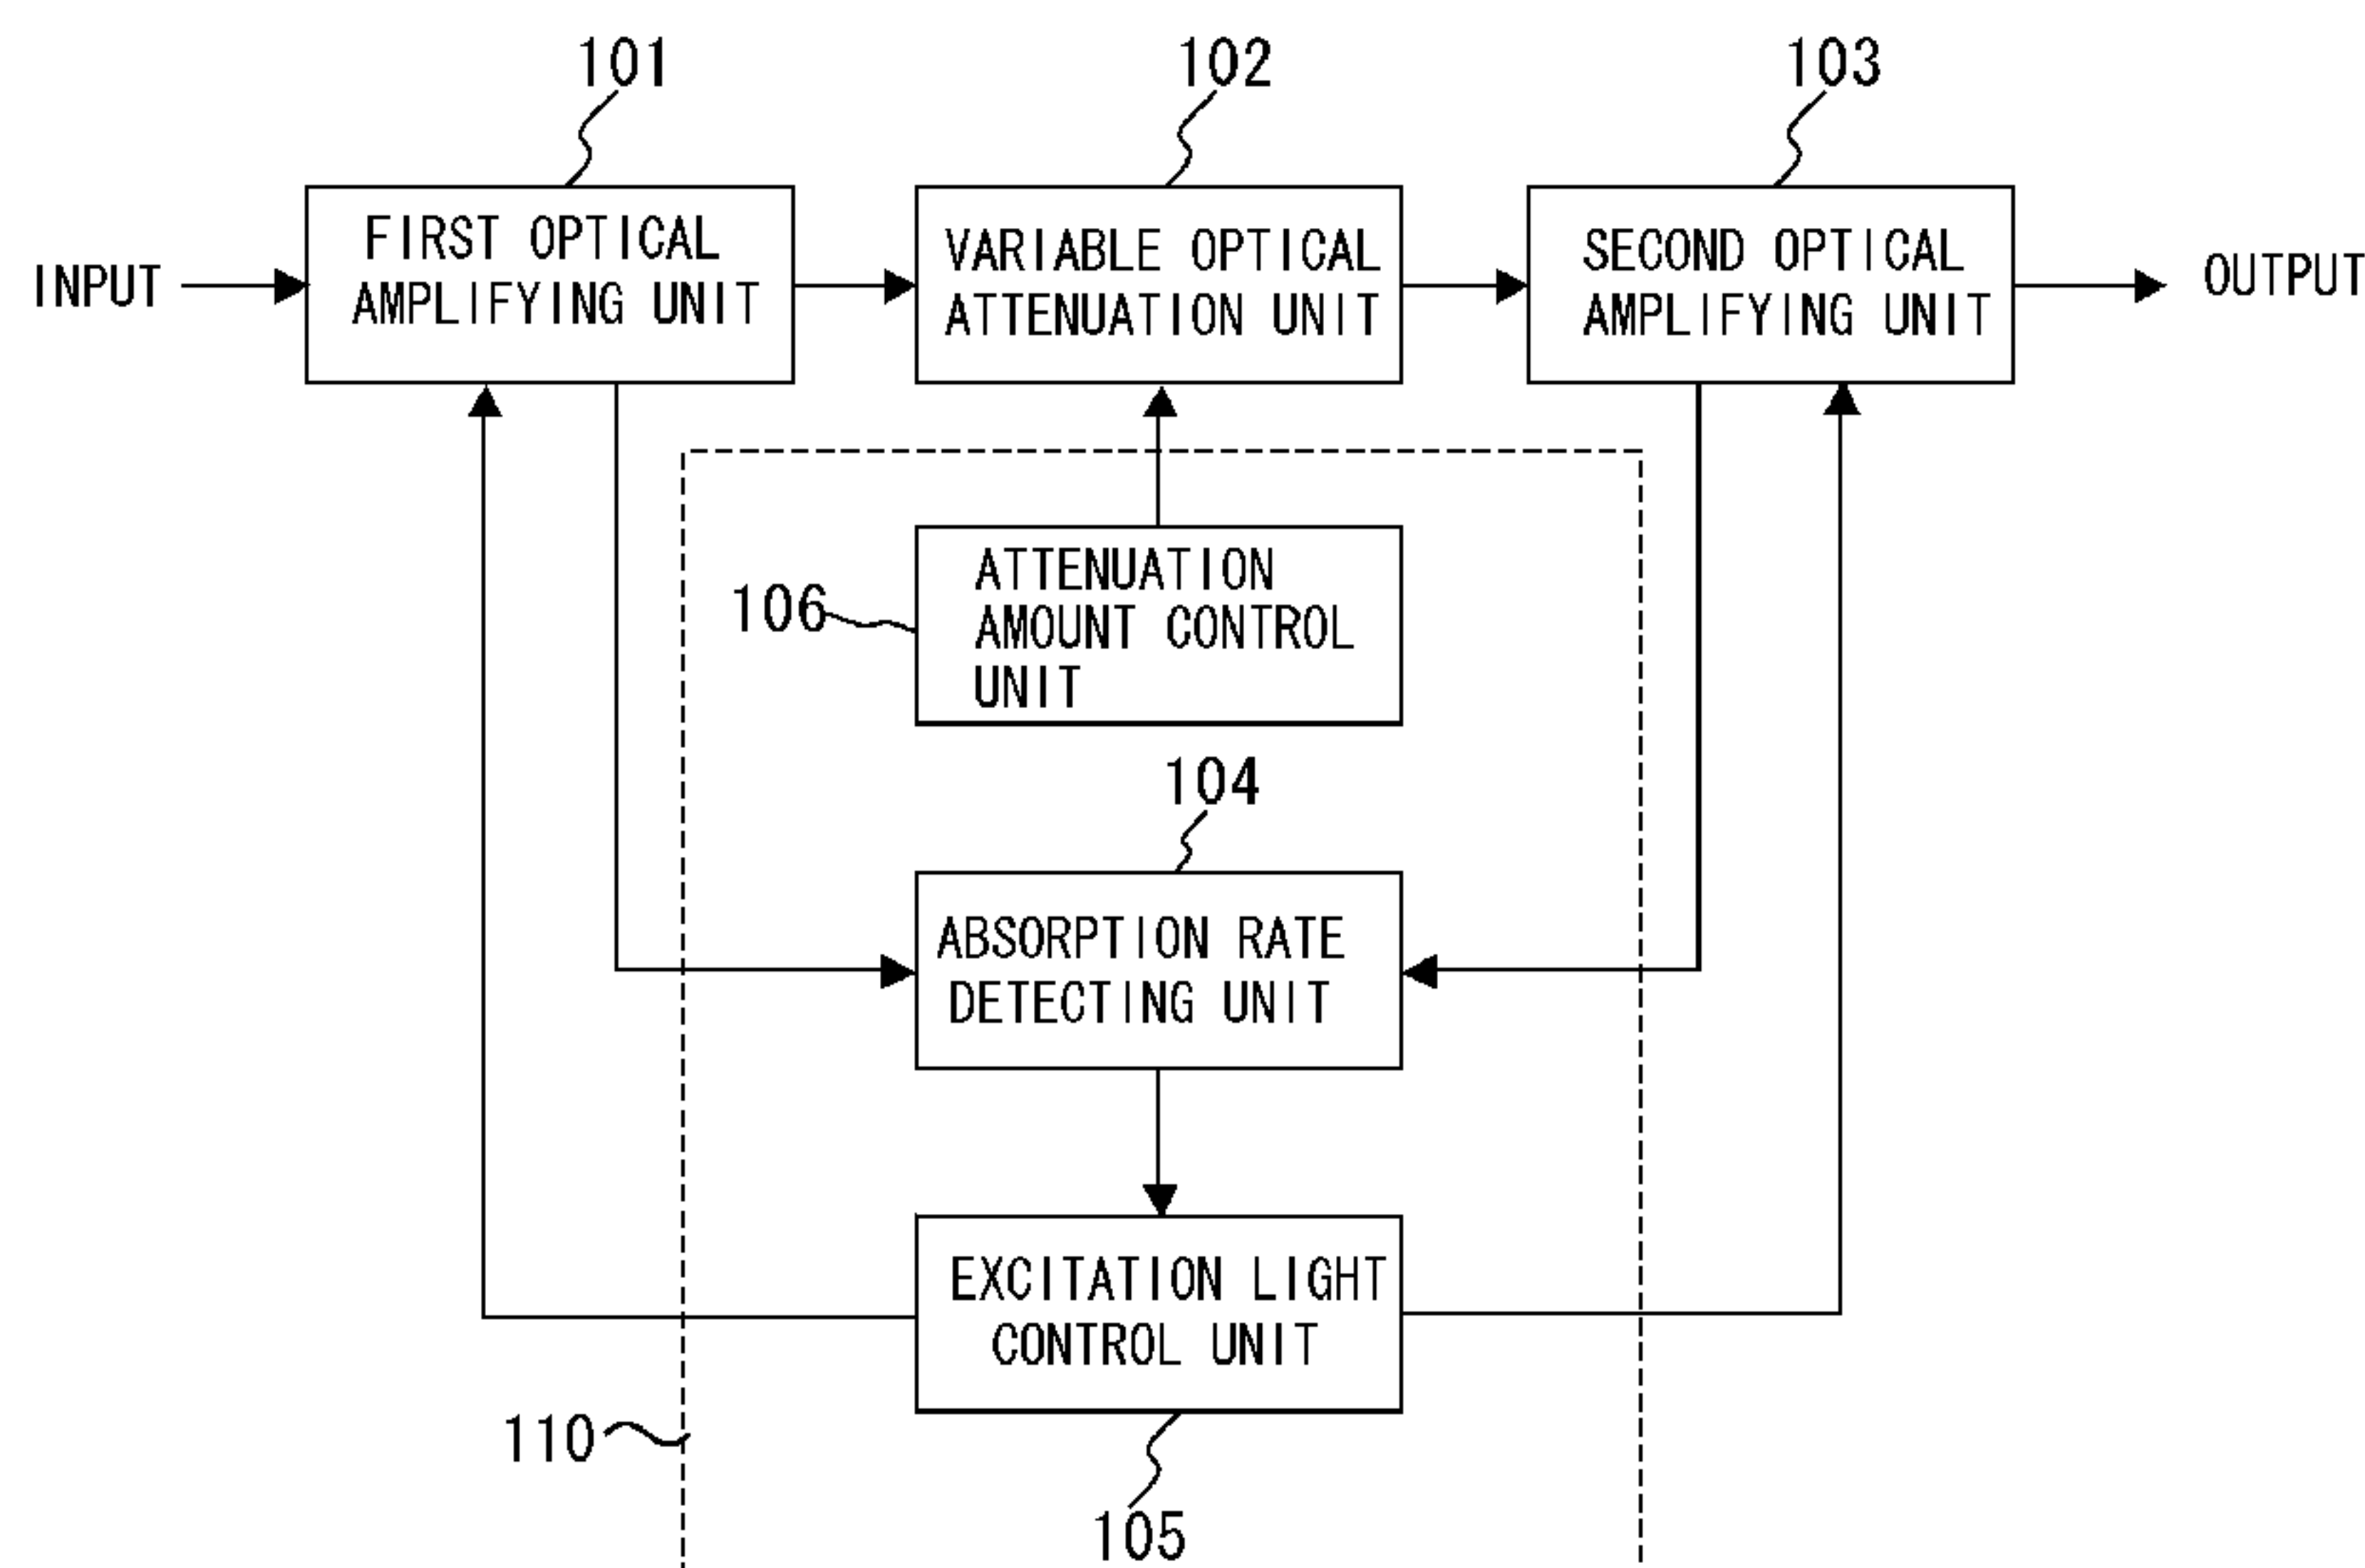 101
102
103
INPUT
FIRST OPTICAL
AMPLIFYING UNIT
VARIABLE OPTICAL
ATTENUATION UNIT
SECOND OPTICAL
AMPLIFYING UNIT
OUTPUT
106
ATTENUATION
AMOUNT CONTROL
UNIT
104
ABSORPTION RATE
DETECTING UNIT
EXCITATION LIGHT
CONTROL UNIT
110
105